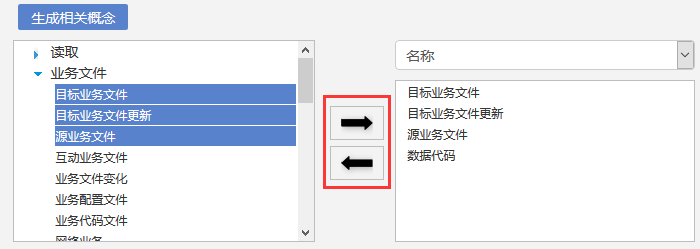 生成相关概念
读取
业务文件
目标业务文件
目标业务文件更新
源业务文件
互动业务文件
业务文件变化
业务配置文件
业务代码文件
网络业务
名称
目标业务文件
目标业务文件更新
源业务文件
数据代码